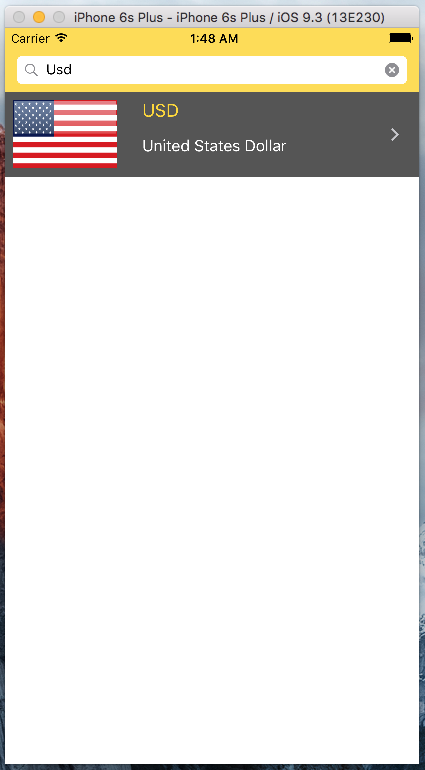 iPhone 6s Plus - iPhone 6s Plus / iOS 9.3 (13E230)
Carrier 1:48 AM
Usd
USD
United States Dollar